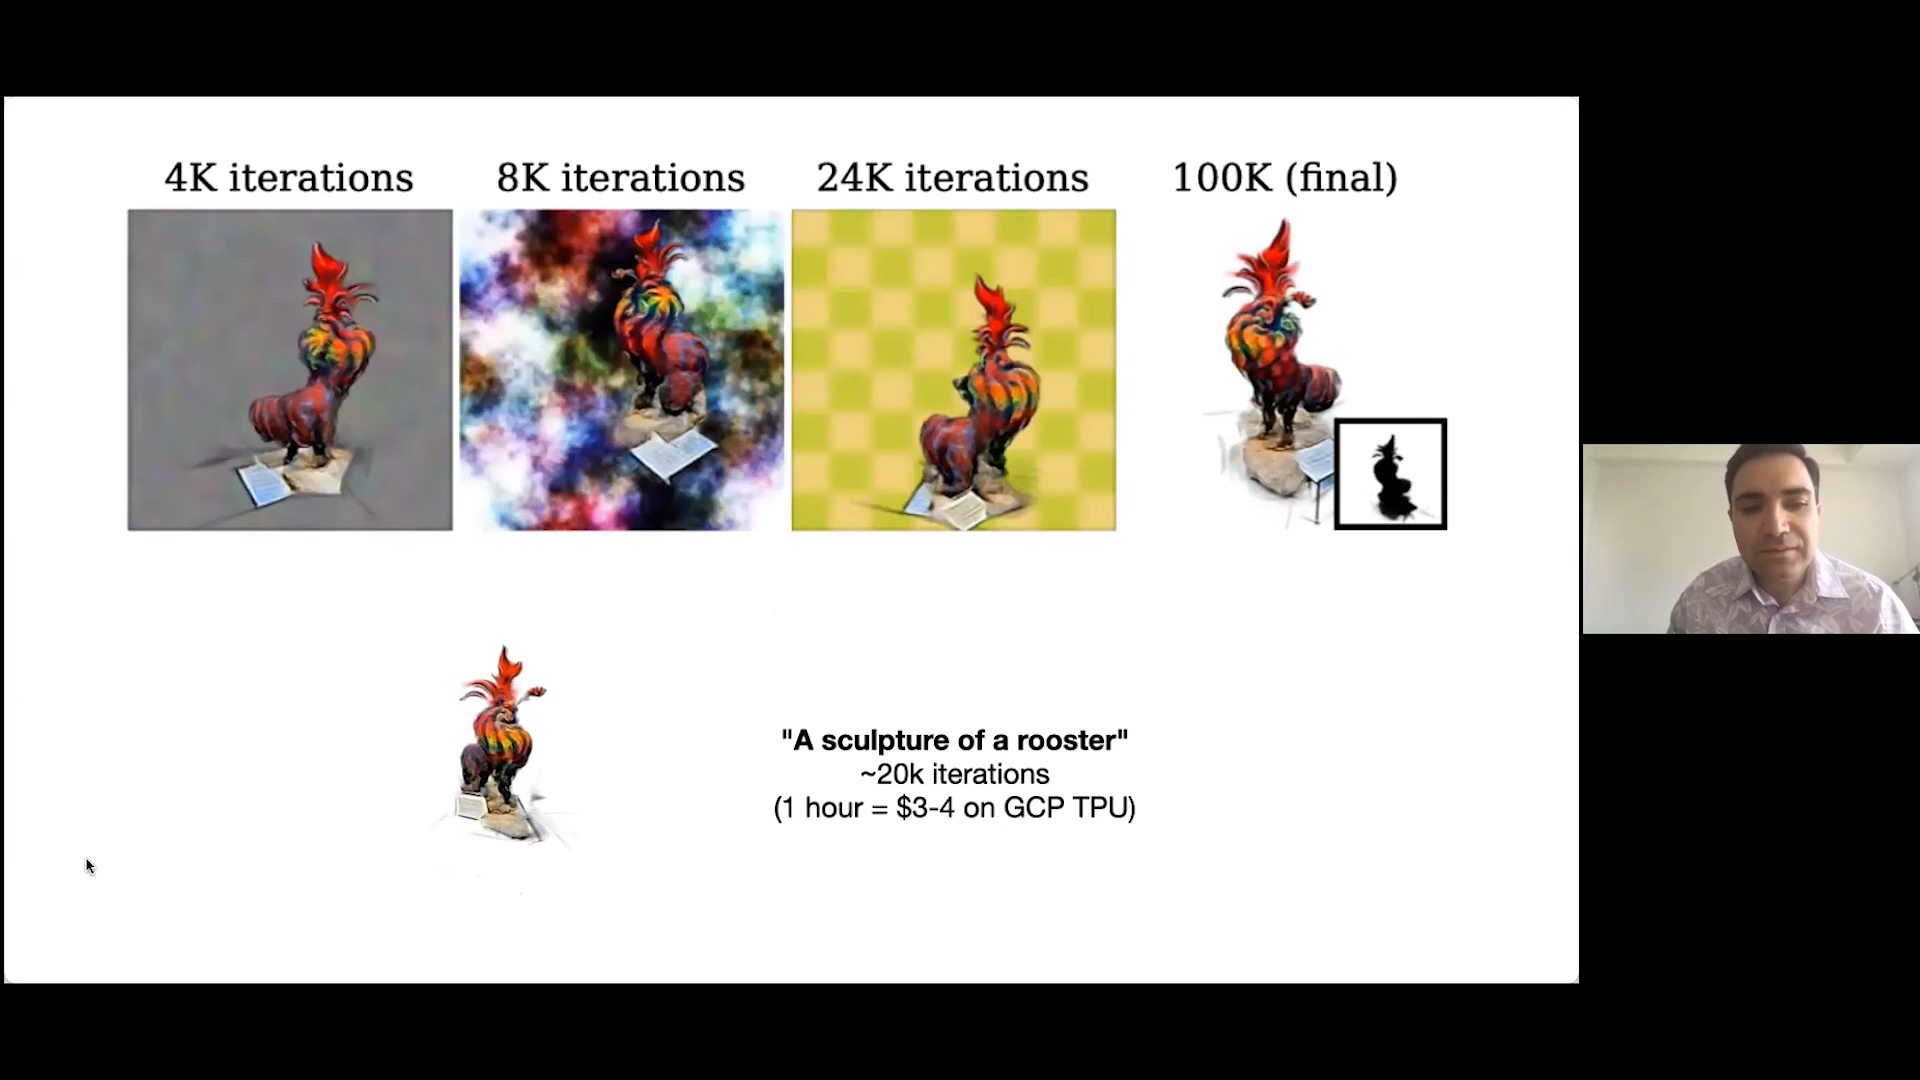 4K iterations
8K iterations
24K iterations
100K (final)
"A sculpture of a rooster"
~20k iterations
(1 hour = $3-4 on GCP TPU)